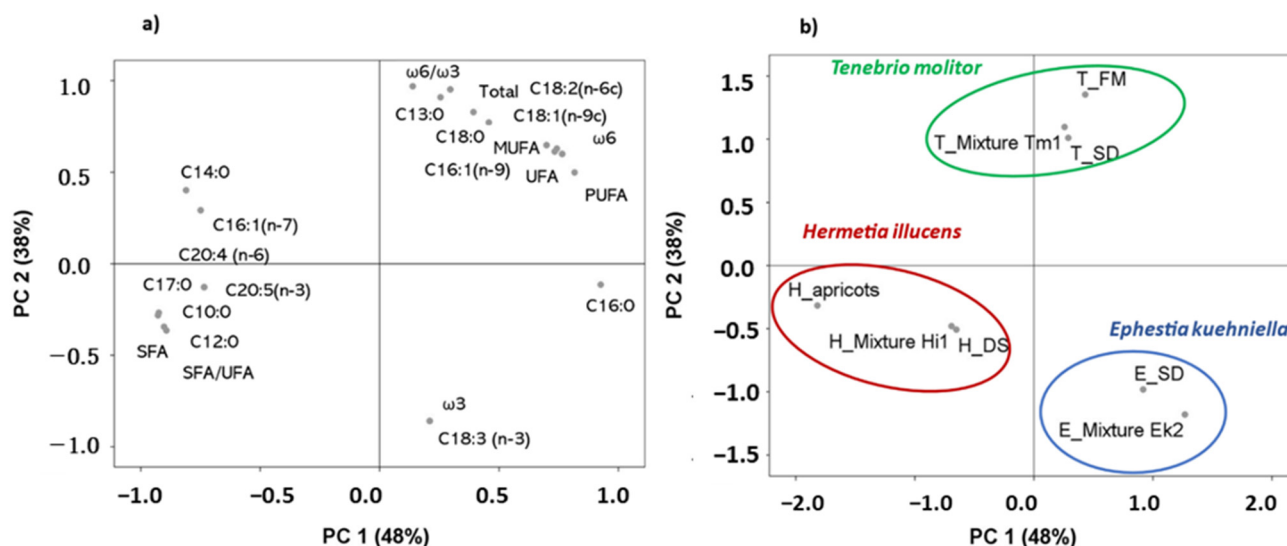 a)
ω6/ω3
Total
C18:2(n-6c)
C13:0
C18:1(n-9c)
C18:0
MUFA
ω6
C16:1(n-9)
UFA
PUFA
C14:0
C16:1(n-7)
C20:4 (n-6)
C17:0
C20:5(n-3)
C10:0
C16:0
SFA
C12:0
SFA/UFA
ω3
C18:3 (n-3)
1.0
0.5
0.0
−0.5
−1.0
PC 2 (38%)
−1.0
−0.5
0.0
0.5
1.0
PC 1 (48%)
b)
Tenebrio molitor
T_FM
T_Mixture Tm1
T_SD
Hermetia illucens
H_apricots
H_Mixture Hi1
H_DS
Ephestia kuehniella
E_SD
E_Mixture Ek2
1.5
1.0
0.5
0.0
−0.5
−1.0
−1.5
PC 2 (38%)
−2.0
−1.0
0.0
1.0
2.0
PC 1 (48%)